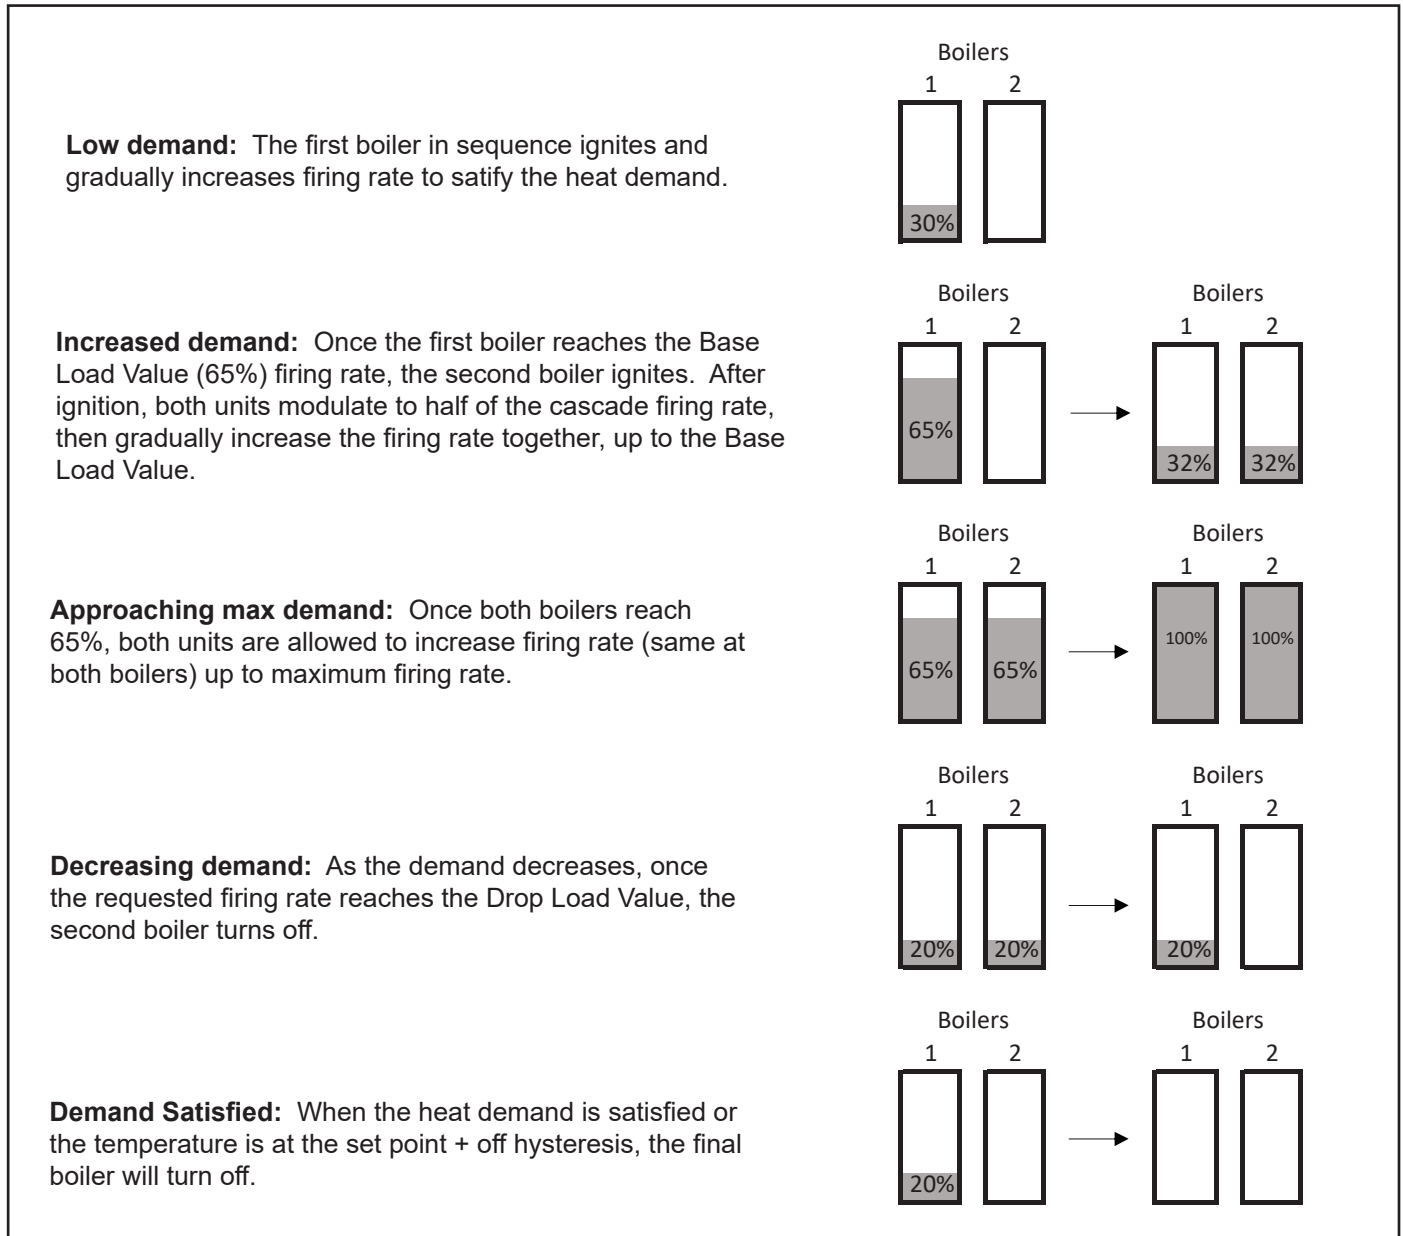 Boilers
1 2
Low demand: The first boiler in sequence ignites and
gradually increases firing rate to satify the heat demand.
30%
Boilers Boilers
1 2 1 2
Increased demand: Once the first boiler reaches the Base
Load Value (65%) firing rate, the second boiler ignites. After
ignition, both units modulate to half of the cascade firing rate,
then gradually increase the firing rate together, up to the Base
Load Value.
65% 32% 32%
Boilers Boilers
1 2 1 2
Approaching max demand: Once both boilers reach
65%, both units are allowed to increase firing rate (same at
both boilers) up to maximum firing rate.
65% 65% 100% 100%
Boilers Boilers
1 2 1 2
Decreasing demand: As the demand decreases, once
the requested firing rate reaches the Drop Load Value, the
second boiler turns off.
20% 20% 20%
Boilers Boilers
1 2 1 2
Demand Satisfied: When the heat demand is satisfied or
the temperature is at the set point + off hysteresis, the final
boiler will turn off.
20%